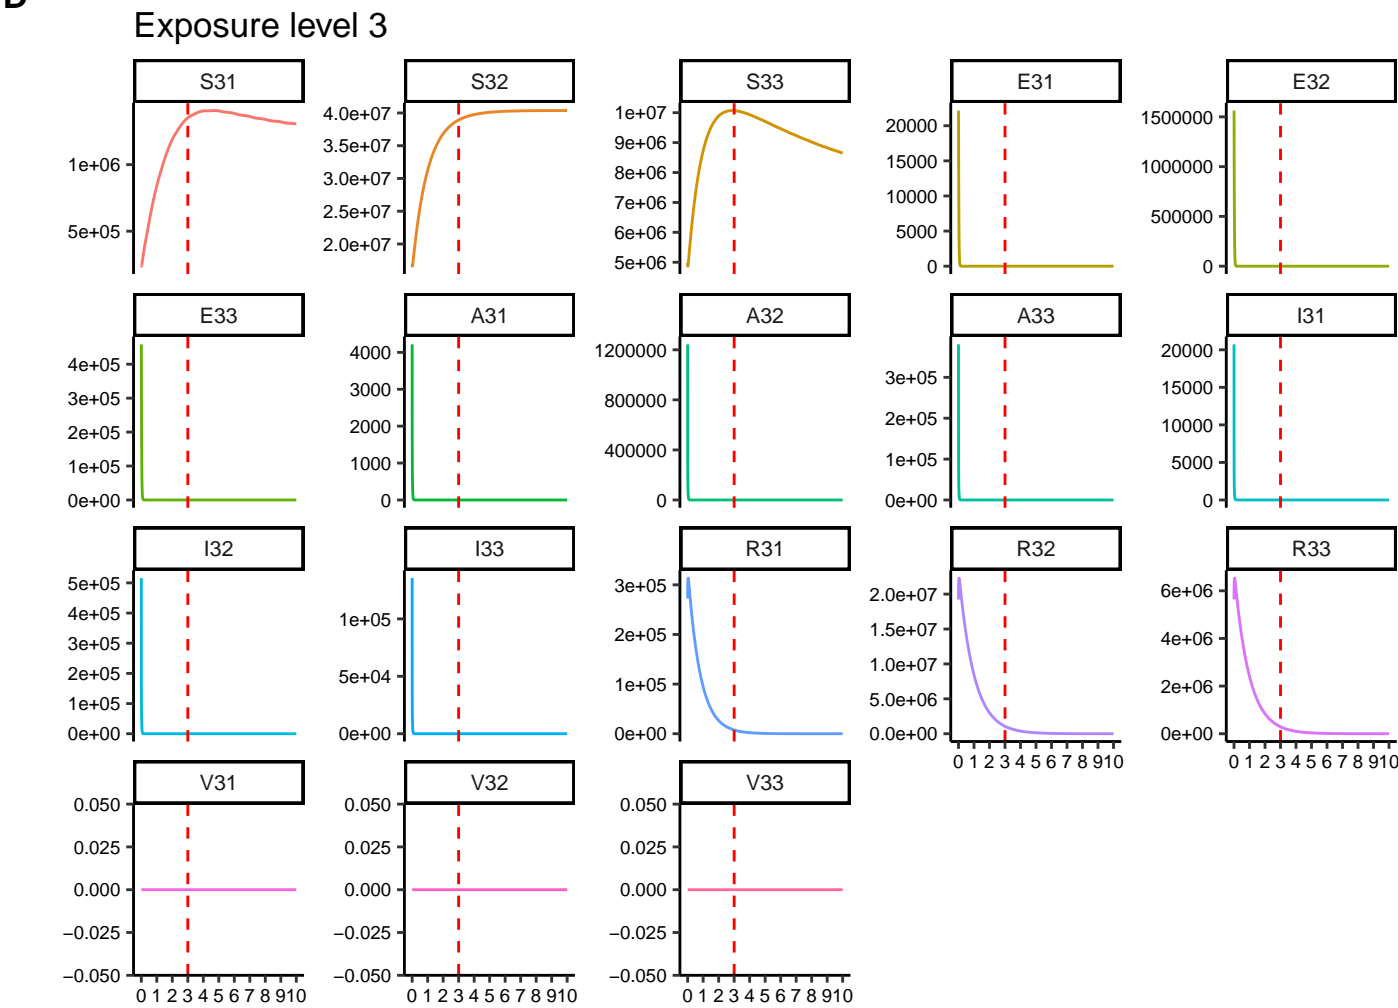 D
Exposure level 3
S31 S32 S33 E31 E32
1e+06
5e+05
4.0e+07
3.5e+07
3.0e+07
2.5e+07
2.0e+07
1e+07
9e+06
8e+06
7e+06
6e+06
5e+06
20000
15000
10000
5000
0
1500000
1000000
500000
0
E33 A31 A32 A33 I31
4e+05
3e+05
2e+05
1e+05
0e+00
4000
3000
2000
1000
0
1200000
800000
400000
0
3e+05
2e+05
1e+05
0e+00
20000
15000
10000
5000
0
I32 I33 R31 R32 R33
5e+05
4e+05
3e+05
2e+05
1e+05
0e+00
1e+05
5e+04
0e+00
3e+05
2e+05
1e+05
0e+00
2.0e+07
1.5e+07
1.0e+07
5.0e+06
0.0e+00
6e+06
4e+06
2e+06
0e+00
0 1 2 3 4 5 6 7 8 9 10
0 1 2 3 4 5 6 7 8 9 10
V31 V32 V33
0.050
0.025
0.000
−0.025
−0.050
0.050
0.025
0.000
−0.025
−0.050
0.050
0.025
0.000
−0.025
−0.050
0 1 2 3 4 5 6 7 8 9 10
0 1 2 3 4 5 6 7 8 9 10
0 1 2 3 4 5 6 7 8 9 10